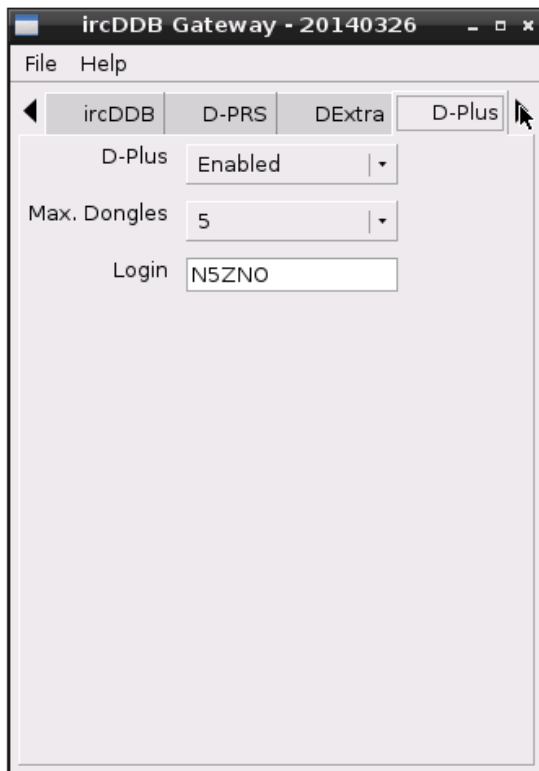 ircDDB Gateway - 20140326
File Help
ircDDB D-PRS DExtra D-Plus
D-Plus Enabled
Max. Dongles 5
Login N5ZNO